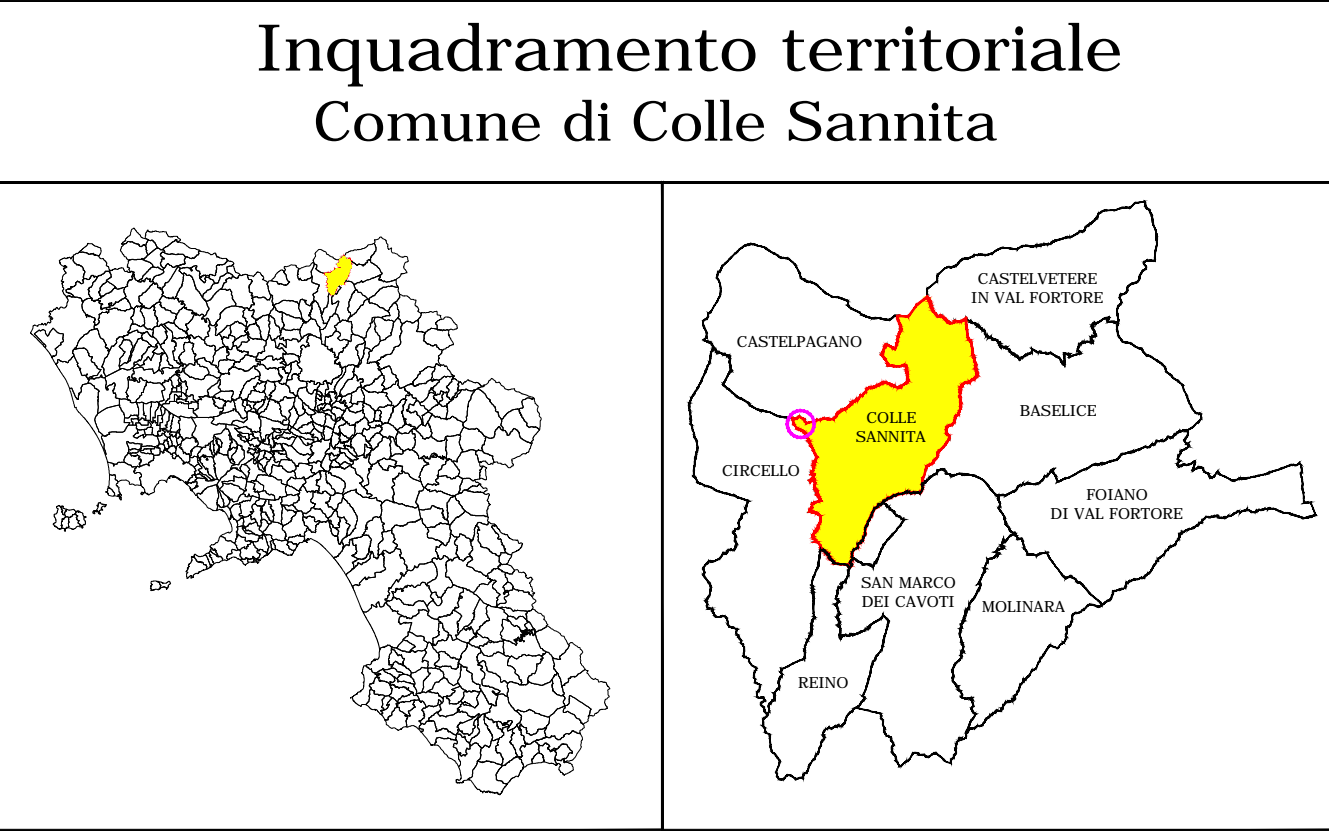 Inquadramento territoriale
Comune di Colle Sannita
CASTELVETERE
IN VAL FORTORE
CASTELPAGANO
COLLE
SANNITA
BASELICE
CIRCELLO
FOIANO
DI VAL FORTORE
SAN MARCO
DEI CAVOTI
MOLINARA
REINO